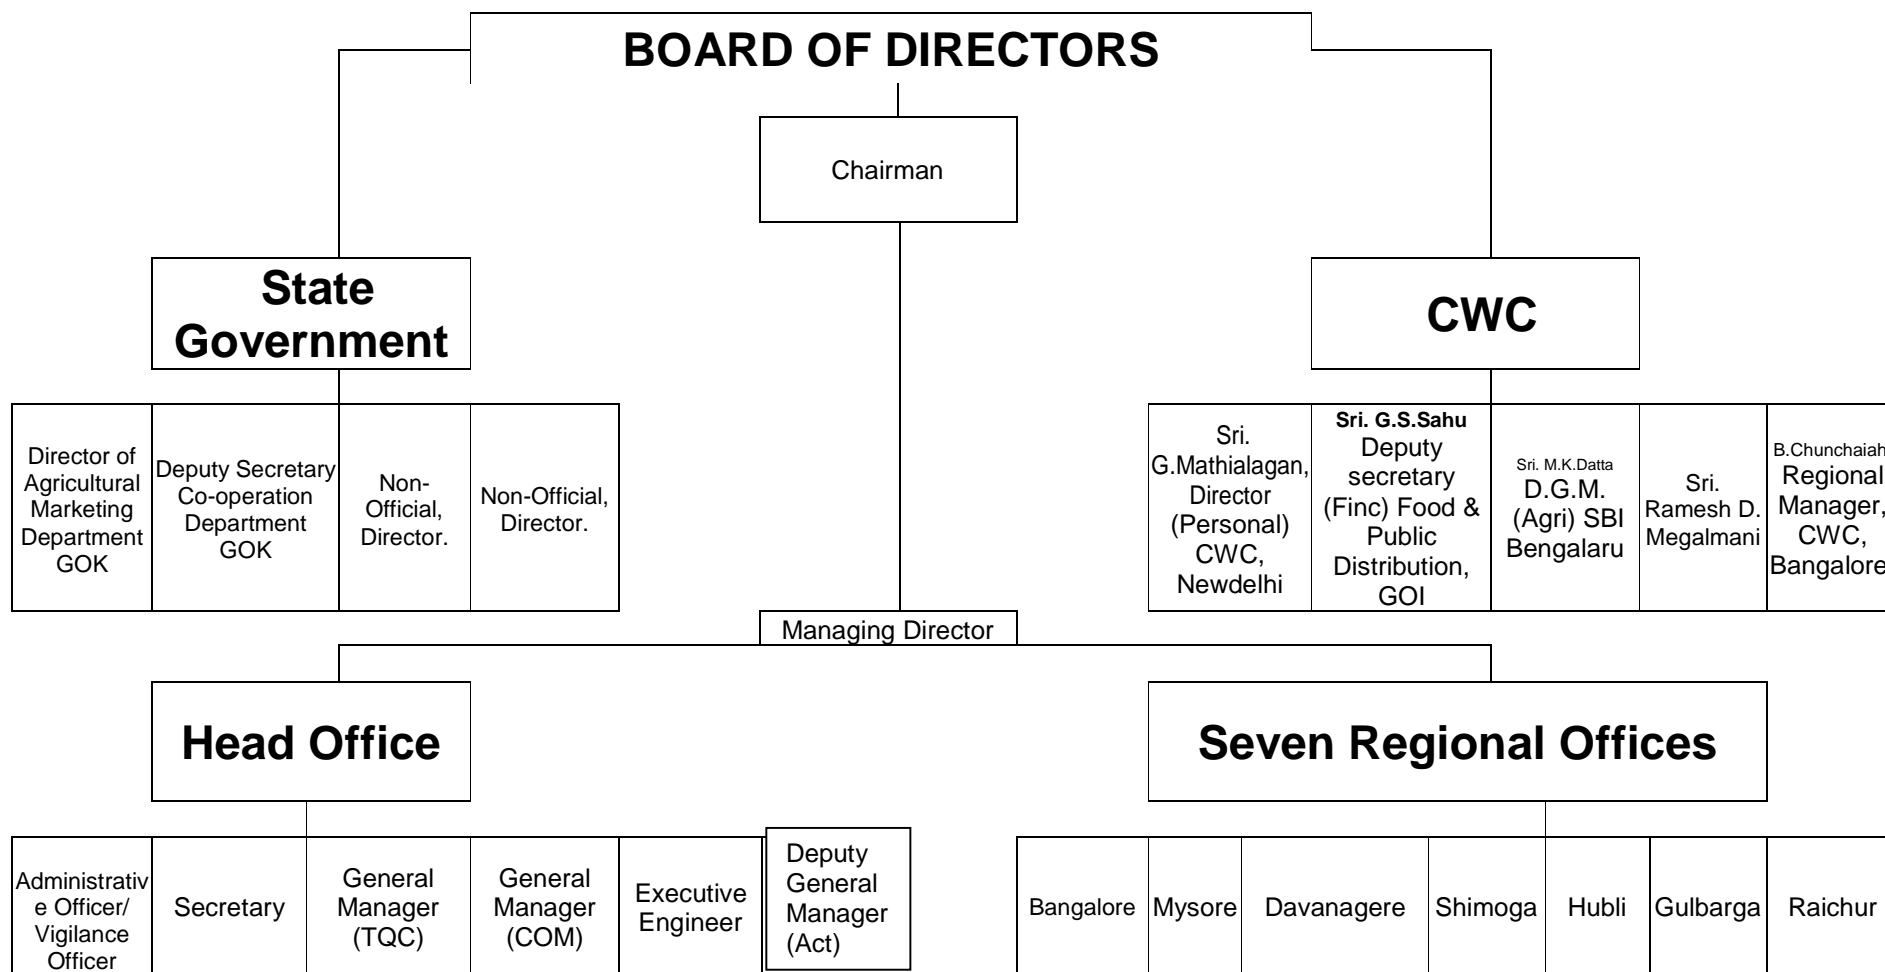 BOARD OF DIRECTORS
Chairman
State
Government
CWC
Director of
Agricultural
Marketing
Department
GOK
Deputy Secretary
Co-operation
Department
GOK
Non-
Official,
Director.
Non-Official,
Director.
Sri.
G.Mathialagan,
Director
(Personal)
CWC,
Newdelhi
Sri. G.S.Sahu
Deputy
secretary
(Finc) Food &
Public
Distribution,
GOI
Sri. M.K.Datta
D.G.M.
(Agri) SBI
Bengalaru
Sri.
Ramesh D.
Megalmani
B.Chunchaiah
Regional
Manager,
CWC,
Bangalore
Managing Director
Head Office
Seven Regional Offices
Administrativ
e Officer/
Vigilance
Officer
Secretary
General
Manager
(TQC)
General
Manager
(COM)
Executive
Engineer
Deputy
General
Manager
(Act)
Bangalore
Mysore
Davanagere
Shimoga
Hubli
Gulbarga
Raichur